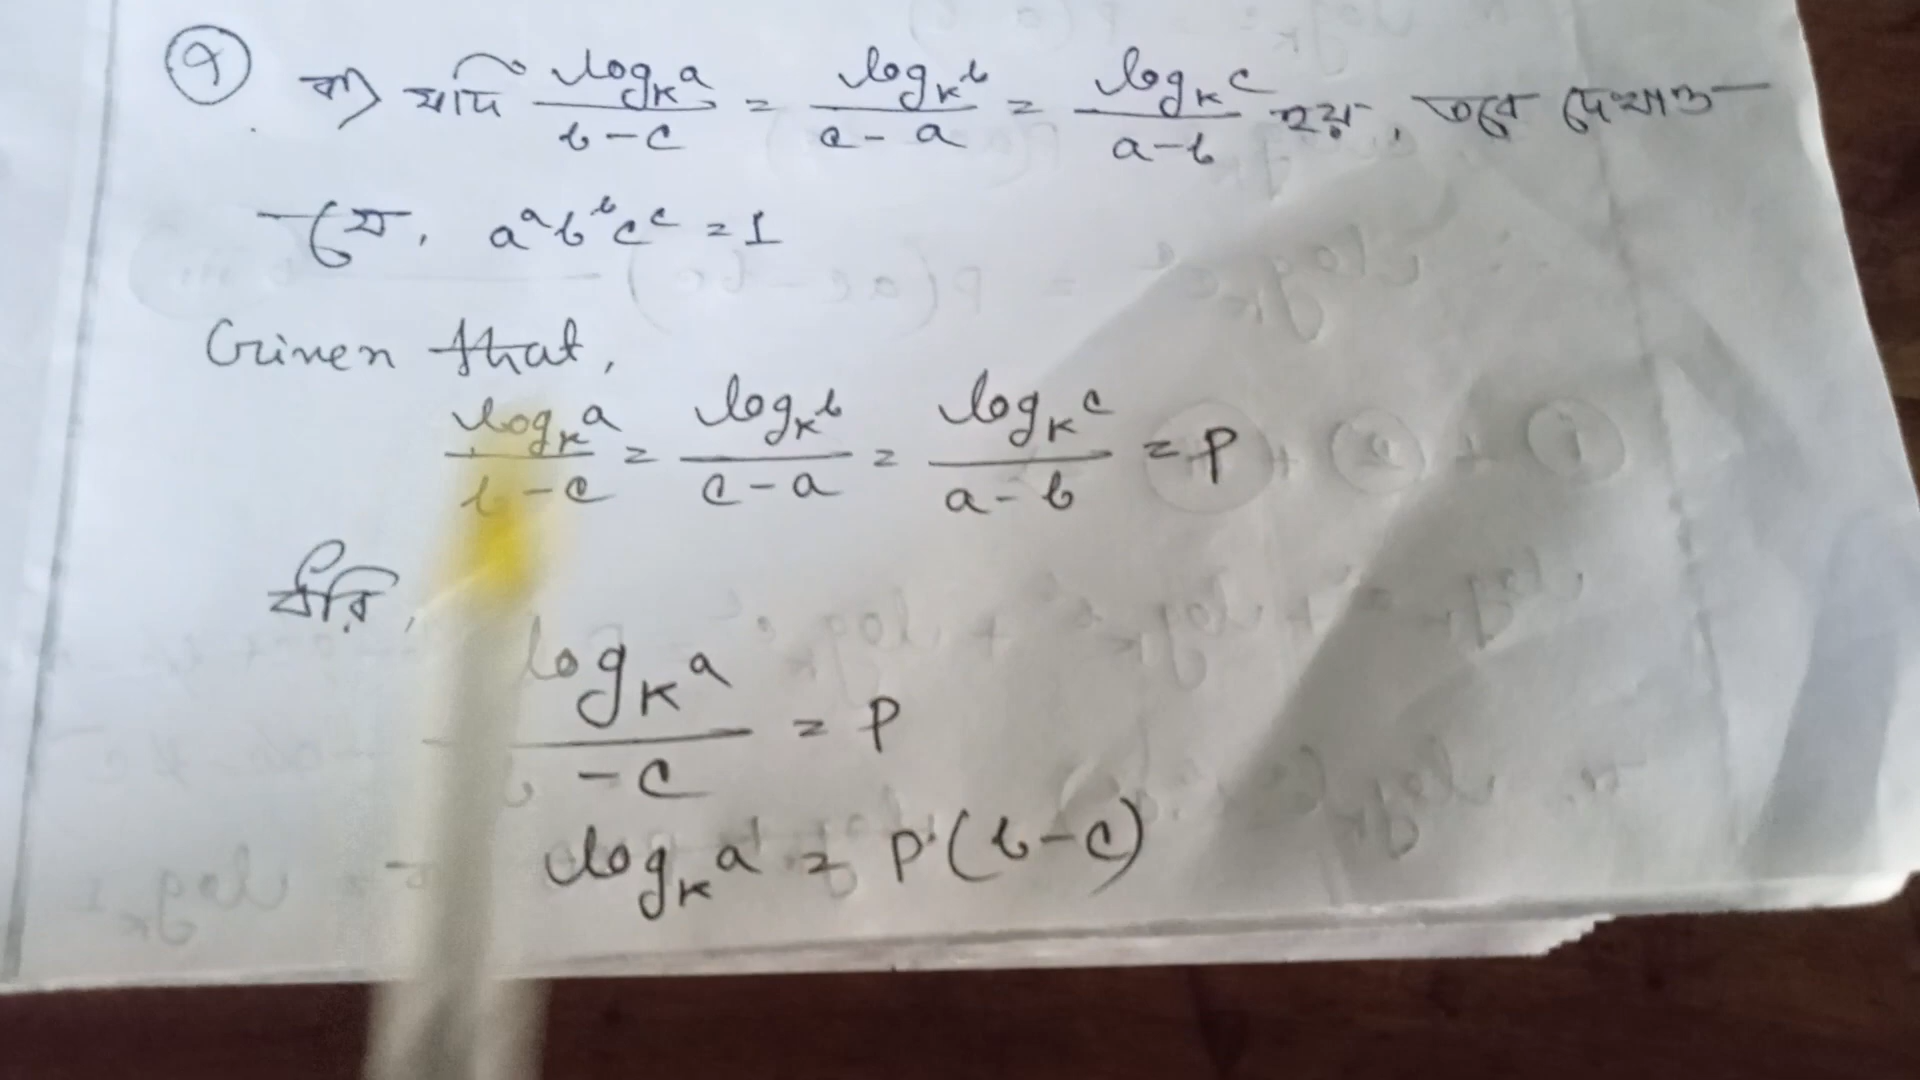 ৭ ক) যদি log_k a / b-c = log_k b / c-a = log_k c / a-b হয়, তবে দেখাও
যে, a^a b^b c^c = 1
Given that,
log_k a / b-c = log_k b / c-a = log_k c / a-b = P
ধরি,
log_k a / b-c = P
log_k a = P(b-c)